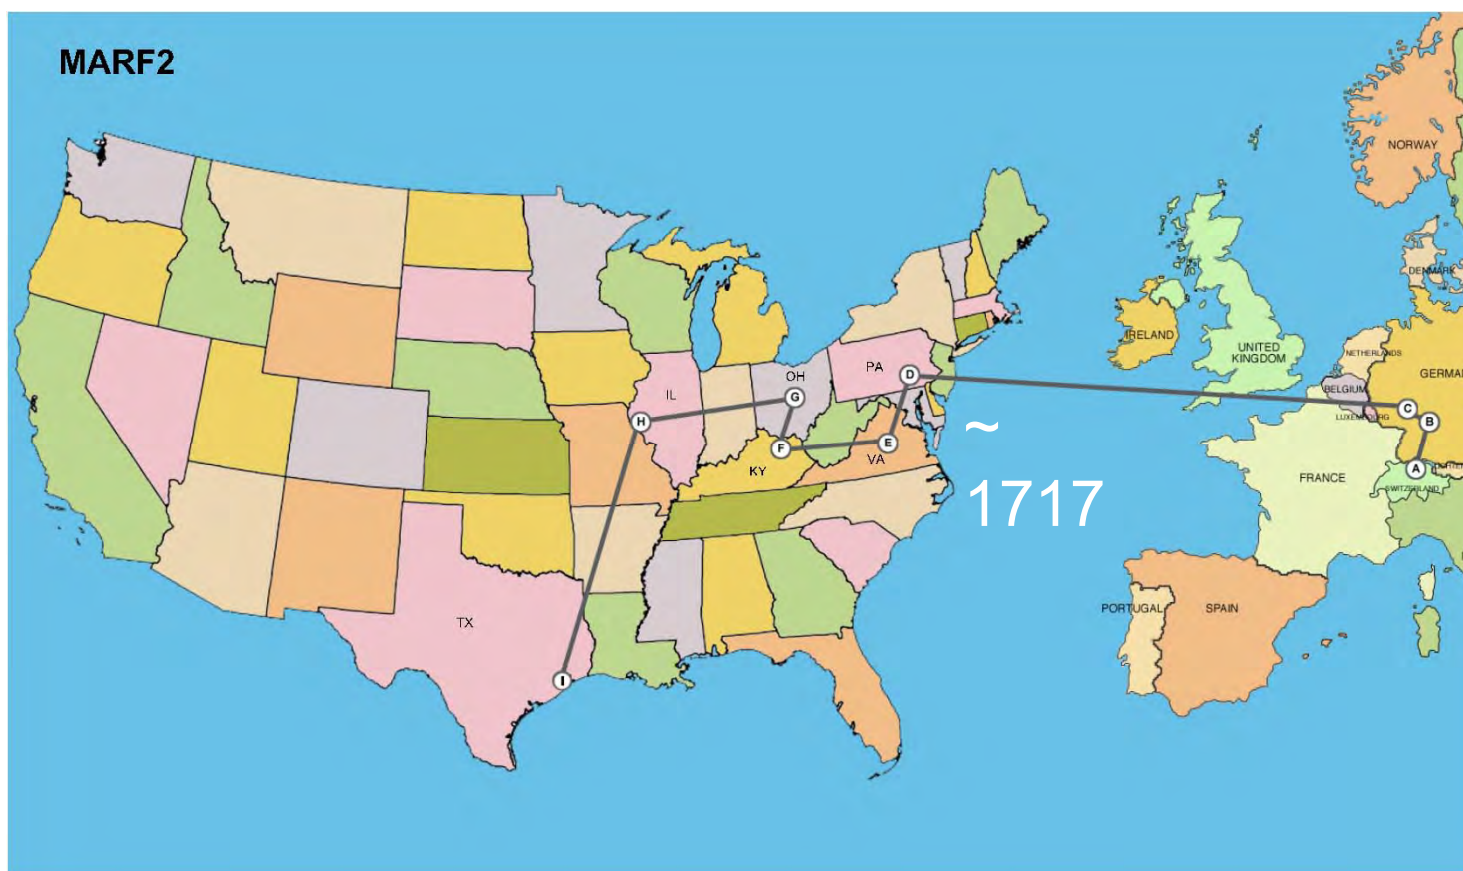 MARF2
NORWAY
DENMARK
IRELAND
UNITED
KINGDOM
NETHERLANDS
BELGIUM
GERMA
LUXEMBOURG
PA
D
OH
IL
G
H
C
B
~
F
E
VA
KY
A
FRANCE
SWITZERLAND
1717
PORTUGAL
SPAIN
TX
I